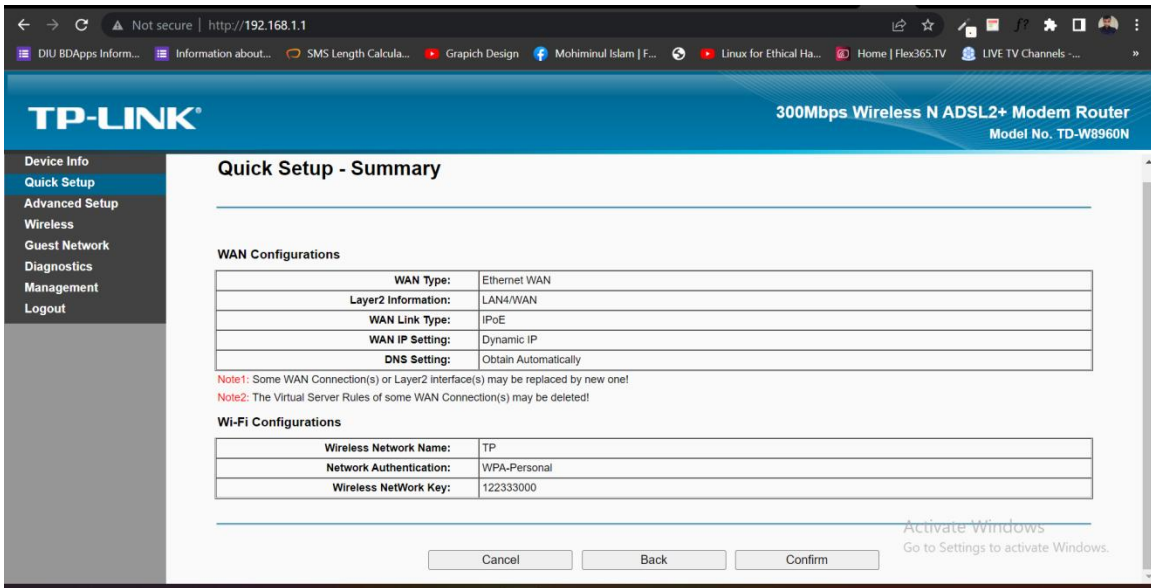 Not secure | http://192.168.1.1
DIU BDApps Inform... Information about... SMS Length Calcula... Grapich Design Mohiminul Islam | F... Linux for Ethical Ha... Home | Flex365.TV LIVE TV Channels -... »
TP-LINK®
300Mbps Wireless N ADSL2+ Modem Router
Model No. TD-W8960N
Device Info
Quick Setup
Advanced Setup
Wireless
Guest Network
Diagnostics
Management
Logout
Quick Setup - Summary
WAN Configurations
WAN Type: Ethernet WAN
Layer2 Information: LAN4/WAN
WAN Link Type: IPoE
WAN IP Setting: Dynamic IP
DNS Setting: Obtain Automatically
Note1: Some WAN Connection(s) or Layer2 interface(s) may be replaced by new one!
Note2: The Virtual Server Rules of some WAN Connection(s) may be deleted!
Wi-Fi Configurations
Wireless Network Name: TP
Network Authentication: WPA-Personal
Wireless NetWork Key: 122333000
Cancel Back Confirm
Activate Windows
Go to Settings to activate Windows.